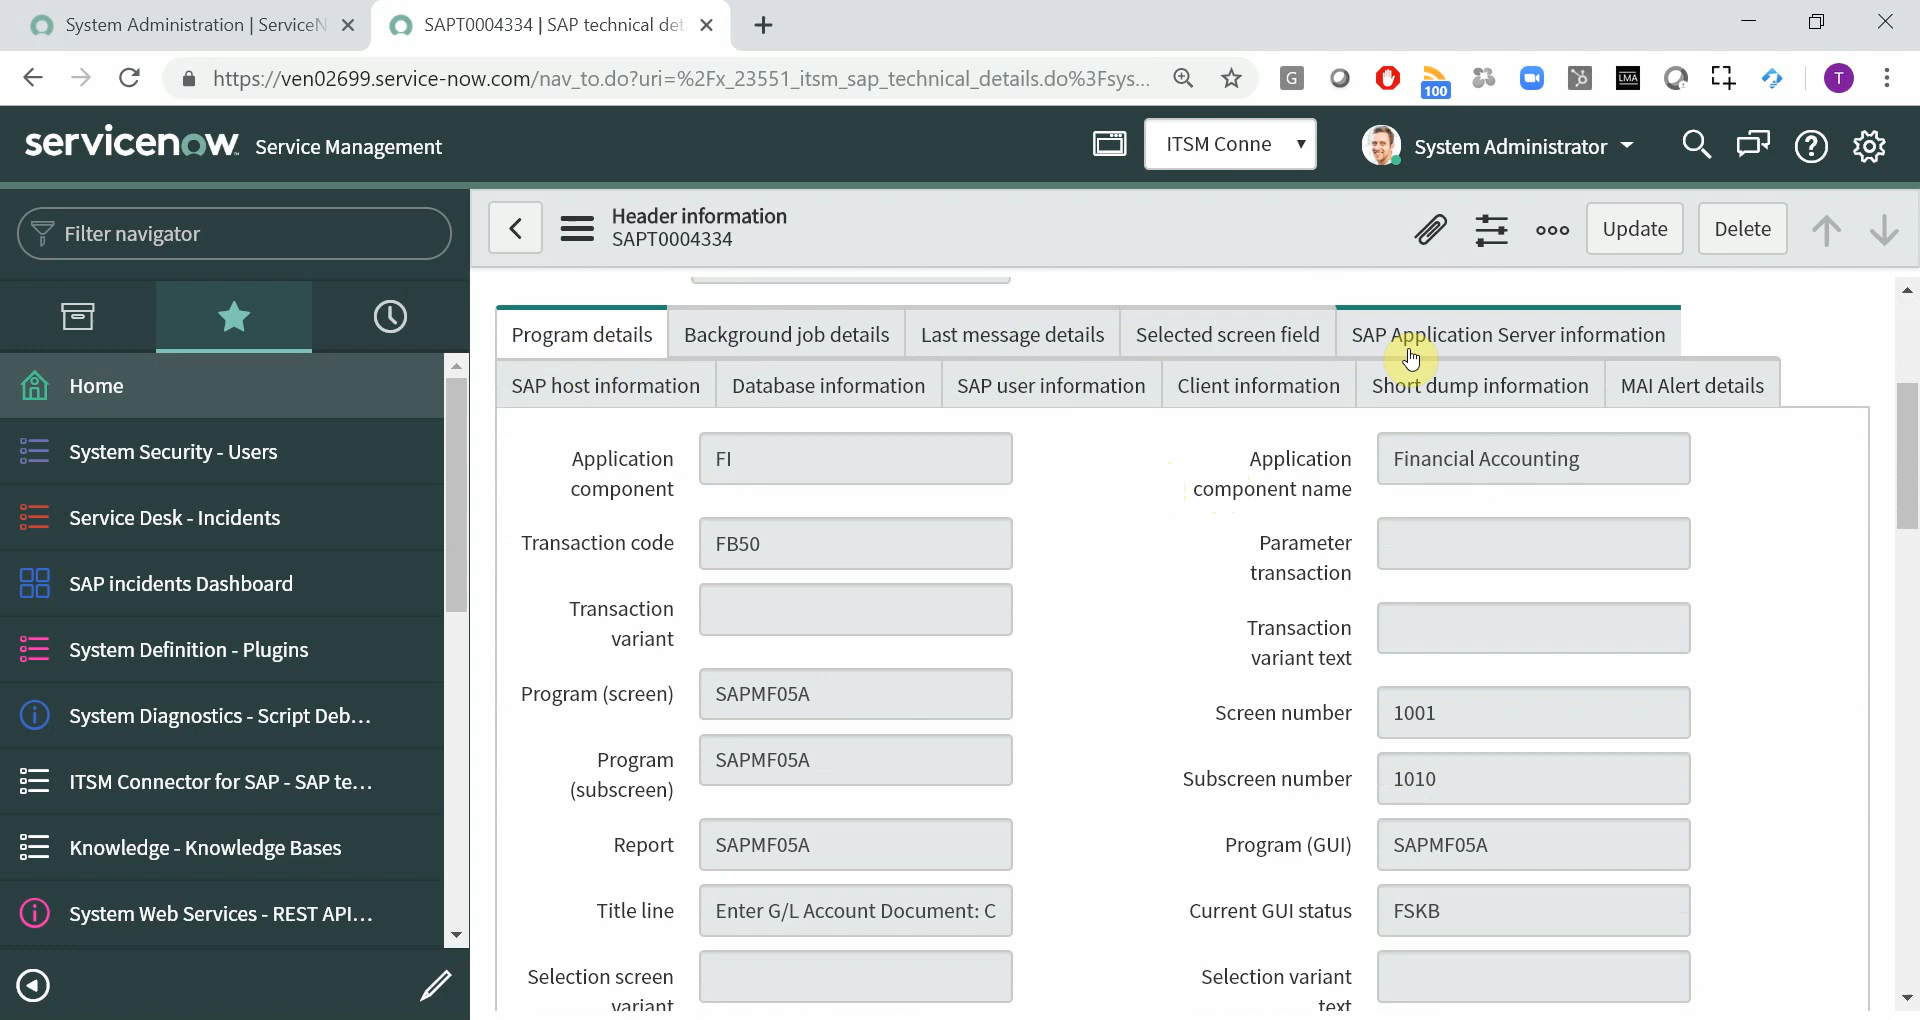 System Administration | ServiceN
SAPT0004334 | SAP technical det
https://ven02699.service-now.com/nav_to.do?uri=%2Fx_23551_itsm_sap_technical_details.do%3Fsys...
G
100
LMA
T
servicenow Service Management
ITSM Conne
System Administrator
Filter navigator
Header information
SAPT0004334
Update
Delete
Home
System Security - Users
Service Desk - Incidents
SAP incidents Dashboard
System Definition - Plugins
System Diagnostics - Script Deb...
ITSM Connector for SAP - SAP te...
Knowledge - Knowledge Bases
System Web Services - REST API...
Program details
Background job details
Last message details
Selected screen field
SAP Application Server information
SAP host information
Database information
SAP user information
Client information
Short dump information
MAI Alert details
Application
component
FI
Application
component name
Financial Accounting
Transaction code
FB50
Parameter
transaction
Transaction
variant
Transaction
variant text
Program (screen)
SAPMF05A
Screen number
1001
Program
(subscreen)
SAPMF05A
Subscreen number
1010
Report
SAPMF05A
Program (GUI)
SAPMF05A
Title line
Enter G/L Account Document: C
Current GUI status
FSKB
Selection screen
variant
Selection variant
text